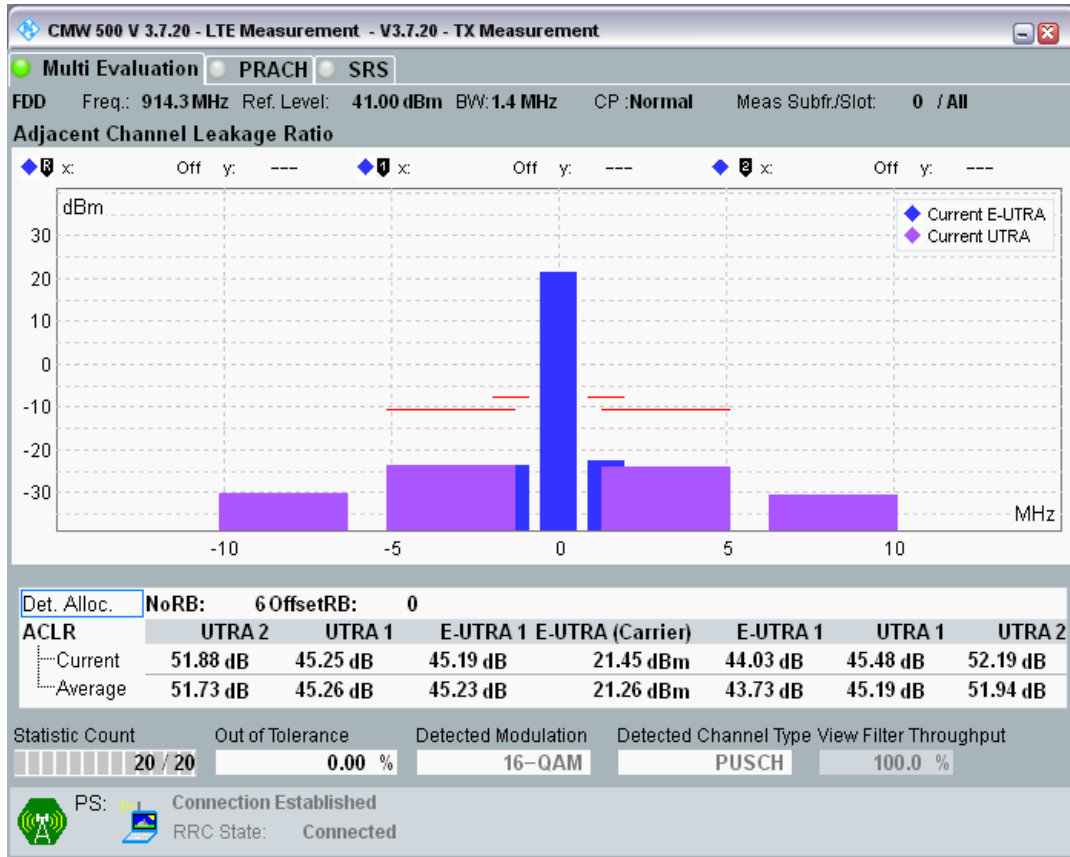 CMW 500 V 3.7.20 - LTE Measurement - V3.7.20 - TX Measurement
Multi Evaluation PRACH SRS
FDD Freq.: 914.3 MHz Ref. Level: 41.00 dBm BW: 1.4 MHz CP :Normal Meas Subfr./Slot: 0 / All
Adjacent Channel Leakage Ratio
R x: Off y: --- 1 x: Off y: --- 2 x: Off y: ---
dBm
Current E-UTRA
Current UTRA
30
20
10
0
-10
-20
-30
MHz
-10 -5 0 5 10
Det. Alloc. NoRB: 6 OffsetRB: 0
ACLR UTRA 2 UTRA 1 E-UTRA 1 E-UTRA (Carrier) E-UTRA 1 UTRA 1 UTRA 2
Current 51.88 dB 45.25 dB 45.19 dB 21.45 dBm 44.03 dB 45.48 dB 52.19 dB
Average 51.73 dB 45.26 dB 45.23 dB 21.26 dBm 43.73 dB 45.19 dB 51.94 dB
Statistic Count Out of Tolerance Detected Modulation Detected Channel Type View Filter Throughput
20 / 20 0.00 % 16-QAM PUSCH 100.0 %
PS: Connection Established
RRC State: Connected